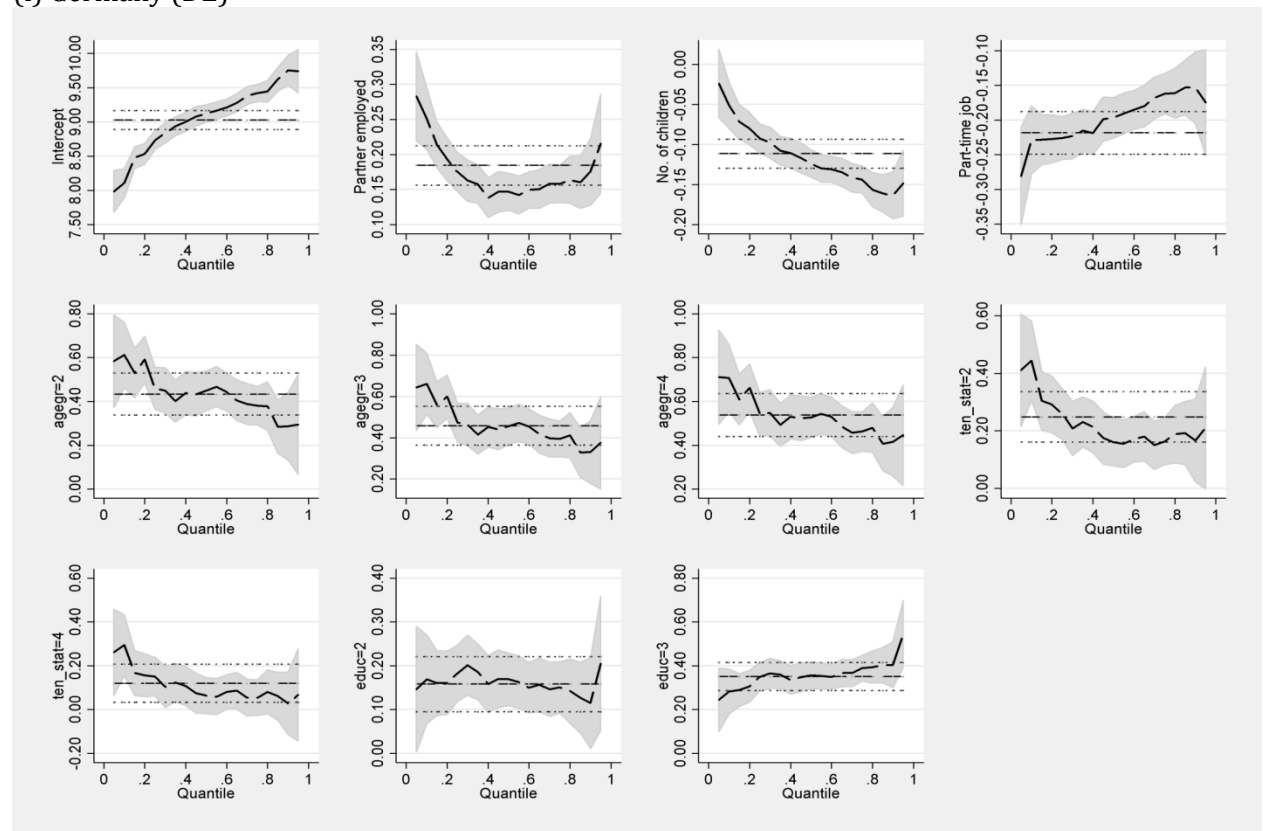 Germany
Intercept
7.50 8.00 8.50 9.00 9.50 10.00
0 .2 .4 .6 .8 1
Quantile
Partner employed
0.10 0.15 0.20 0.25 0.30 0.35
0 .2 .4 .6 .8 1
Quantile
No. of children
-0.20 -0.15 -0.10 -0.05 0.00
0 .2 .4 .6 .8 1
Quantile
Part-time job
-0.35 -0.30 -0.25 -0.20 -0.15 -0.10
0 .2 .4 .6 .8 1
Quantile
agegr=2
0.00 0.20 0.40 0.60 0.80
0 .2 .4 .6 .8 1
Quantile
agegr=3
0.20 0.40 0.60 0.80 1.00
0 .2 .4 .6 .8 1
Quantile
agegr=4
0.20 0.40 0.60 0.80 1.00
0 .2 .4 .6 .8 1
Quantile
ten_stat=2
0.00 0.20 0.40 0.60
0 .2 .4 .6 .8 1
Quantile
ten_stat=4
-0.20 0.00 0.20 0.40 0.60
0 .2 .4 .6 .8 1
Quantile
educ=2
0.00 0.10 0.20 0.30 0.40
0 .2 .4 .6 .8 1
Quantile
educ=3
0.00 0.20 0.40 0.60 0.80
0 .2 .4 .6 .8 1
Quantile